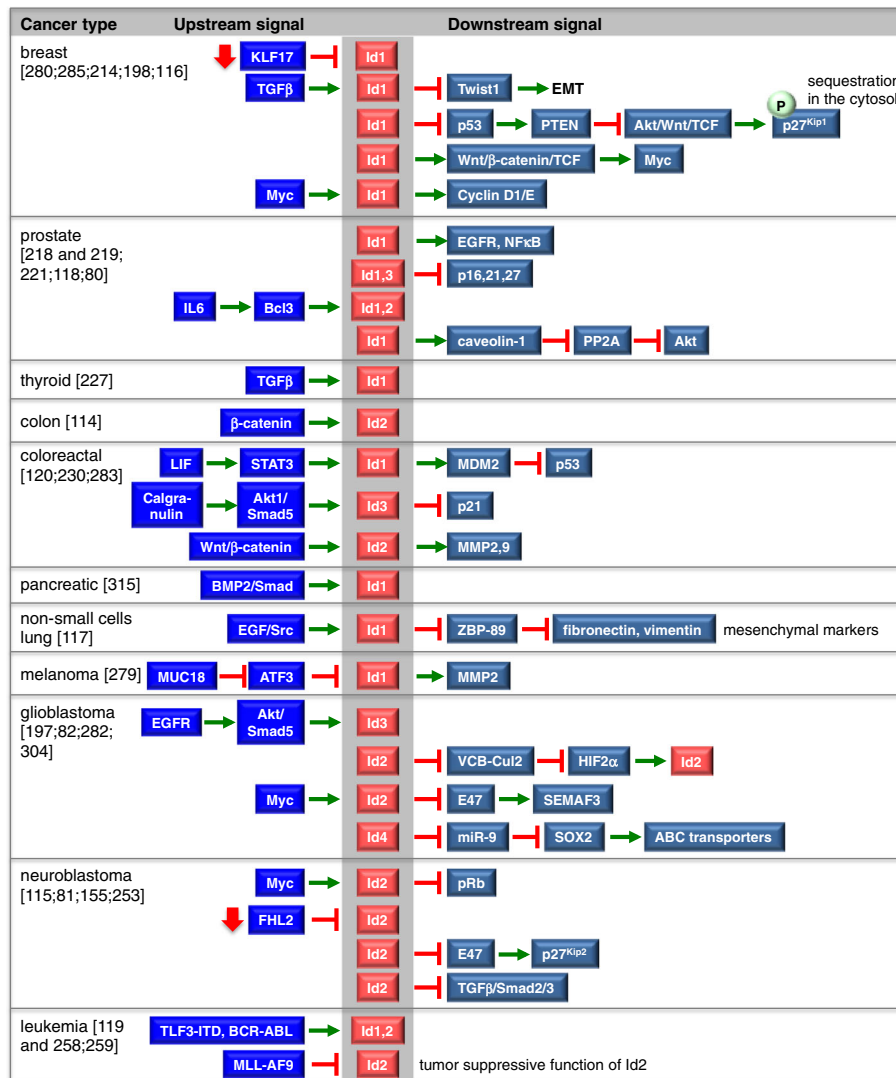 Cancer type Upstream signal Downstream signal
breast
[280;285;214;198;116]
KLF17 Id1
TGFβ Id1 Twist1 EMT
sequestration
in the cytosol
P
Id1 p53 PTEN Akt/Wnt/TCF p27Kip1
Id1 Wnt/β-catenin/TCF Myc
Myc Id1 Cyclin D1/E
prostate
[218 and 219;
221;118;80]
Id1 EGFR, NFκB
Id1,3 p16,21,27
IL6 Bcl3 Id1,2
Id1 caveolin-1 PP2A Akt
thyroid [227] TGFβ Id1
colon [114] β-catenin Id2
coloreactal
[120;230;283]
LIF STAT3 Id1 MDM2 p53
Calgra-
nulin
Akt1/
Smad5
Id3 p21
Wnt/β-catenin Id2 MMP2,9
pancreatic [315] BMP2/Smad Id1
non-small cells
lung [117]
EGF/Src Id1 ZBP-89 fibronectin, vimentin mesenchymal markers
melanoma [279] MUC18 ATF3 Id1 MMP2
glioblastoma
[197;82;282;
304]
EGFR
Akt/
Smad5
Id3
Id2 VCB-Cul2 HIF2α Id2
Myc Id2 E47 SEMAF3
Id4 miR-9 SOX2 ABC transporters
neuroblastoma
[115;81;155;253]
Myc Id2 pRb
FHL2 Id2
Id2 E47 p27Kip2
Id2 TGFβ/Smad2/3
leukemia [119
and 258;259]
TLF3-ITD, BCR-ABL Id1,2
MLL-AF9 Id2 tumor suppressive function of Id2